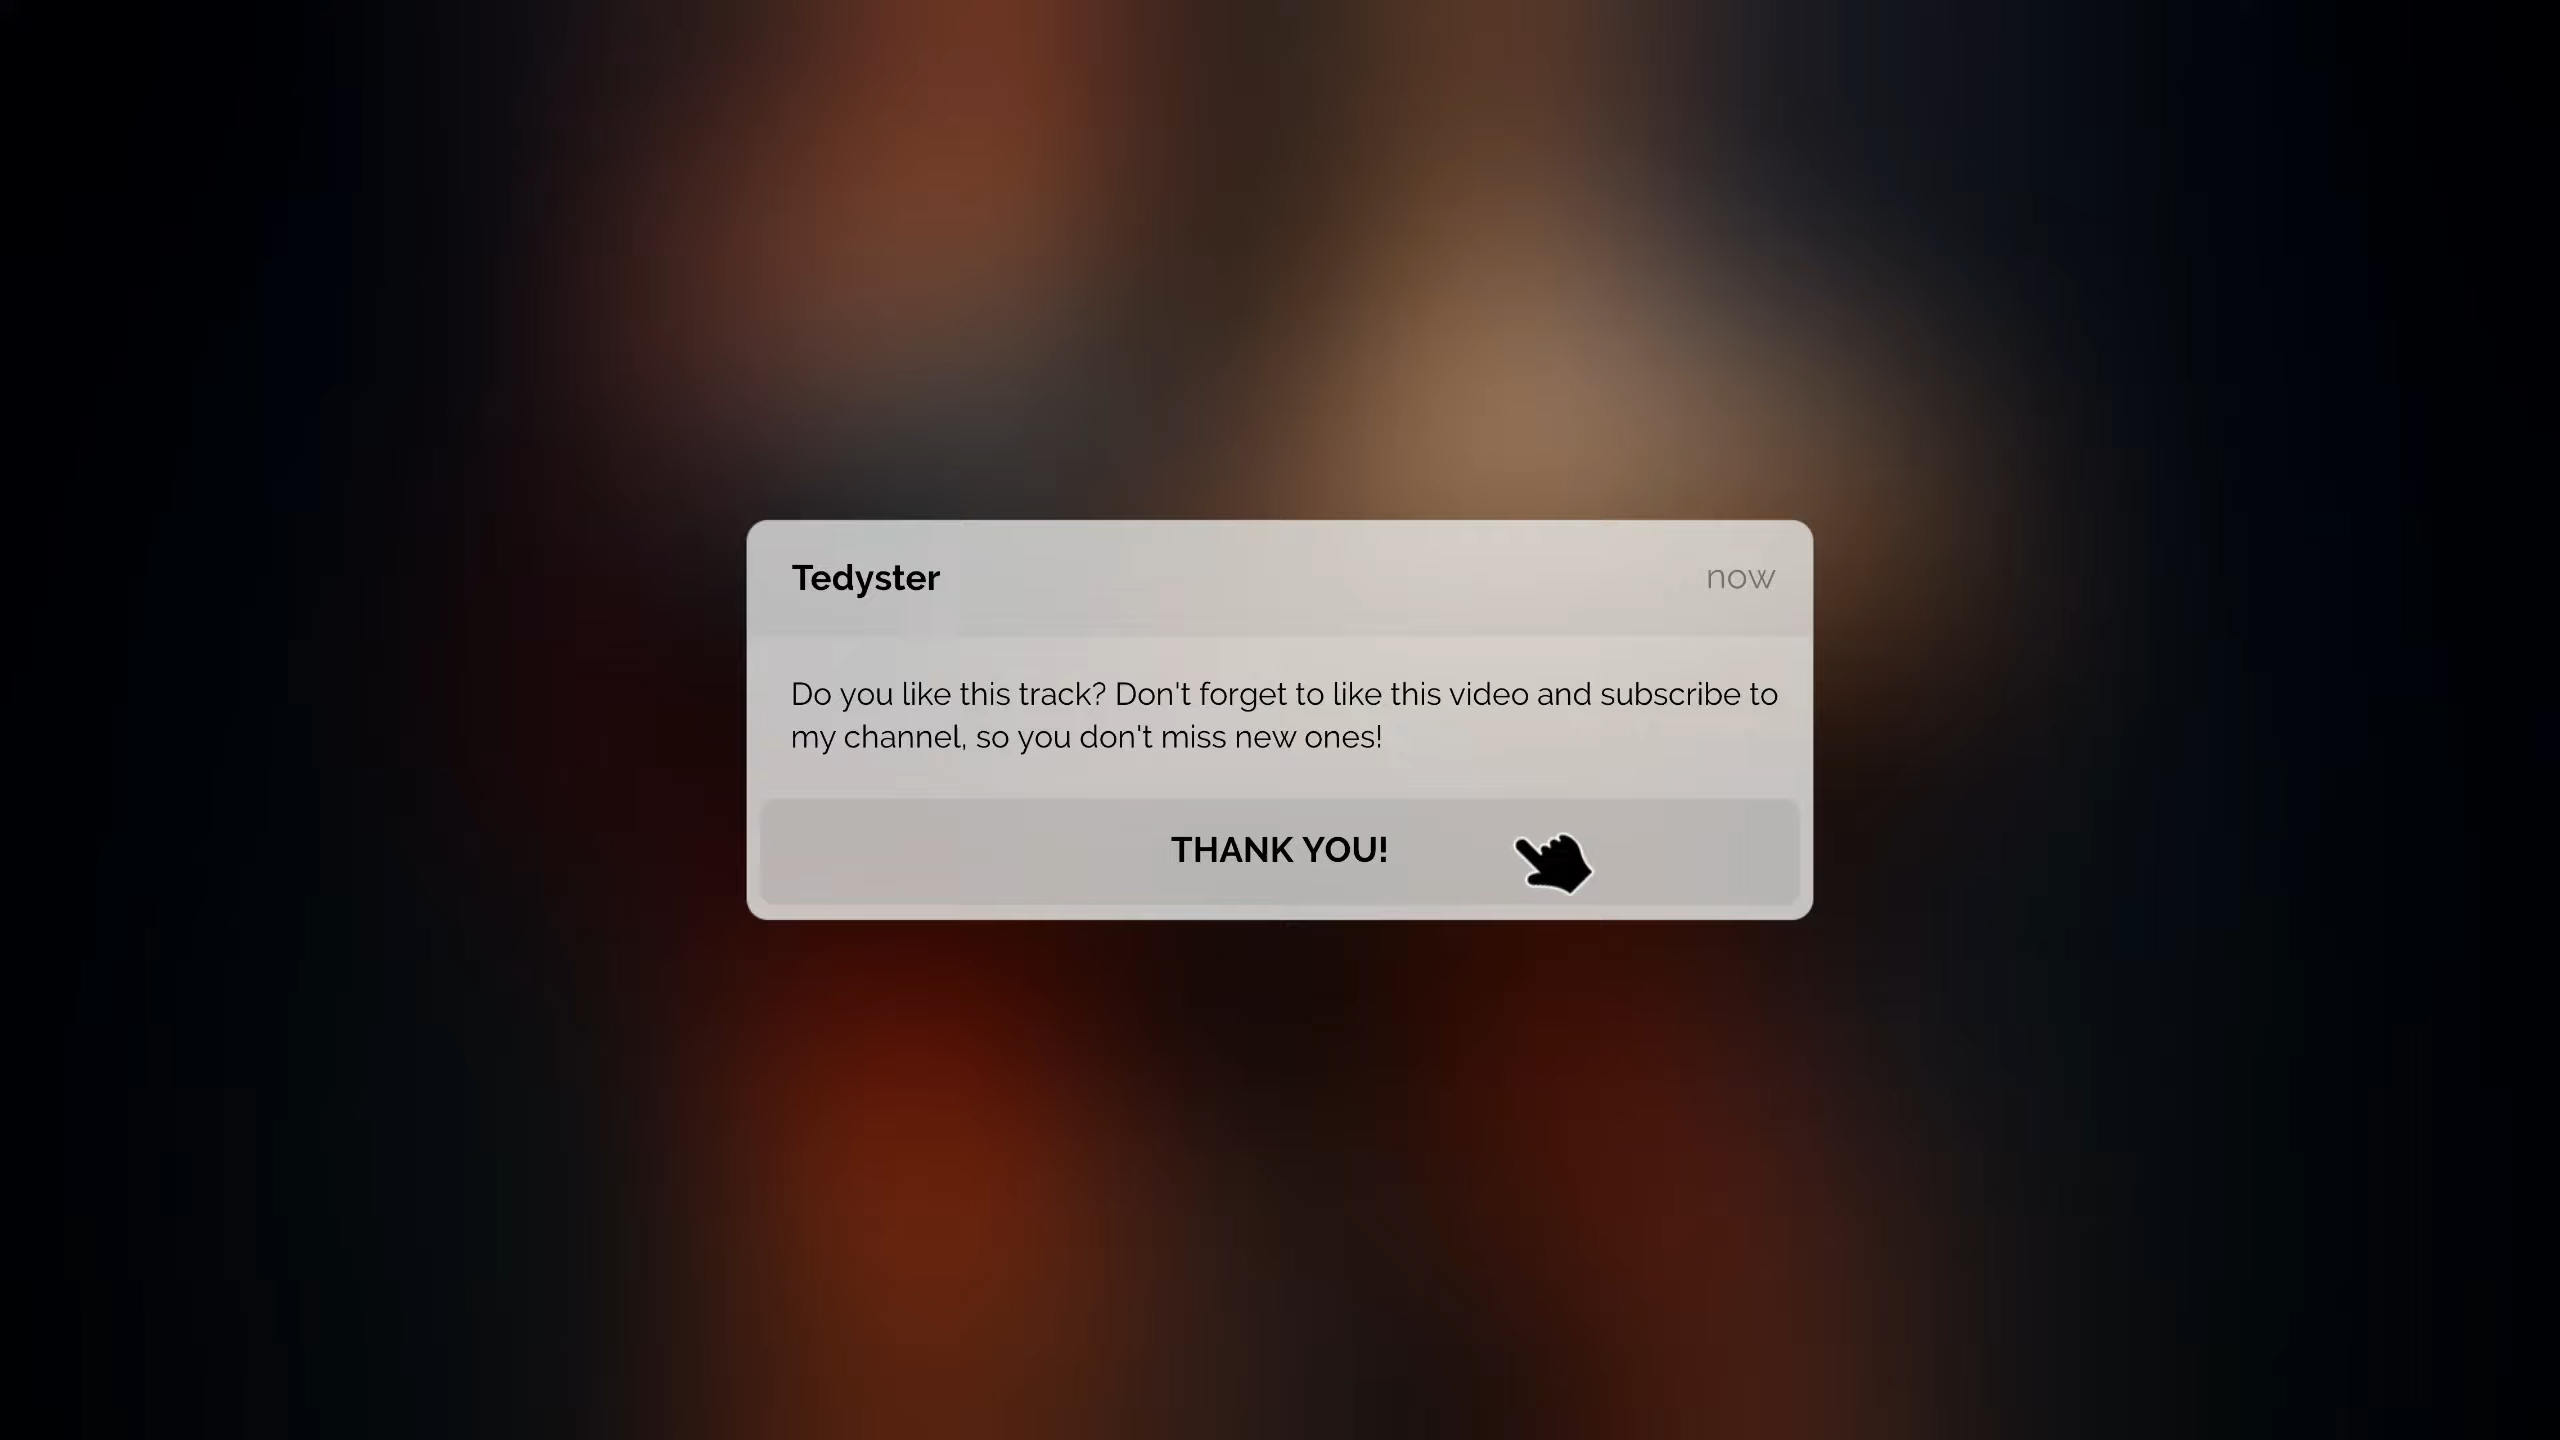 Tedyster
now
Do you like this track? Don't forget to like this video and subscribe to
my channel, so you don't miss new ones!
THANK YOU!